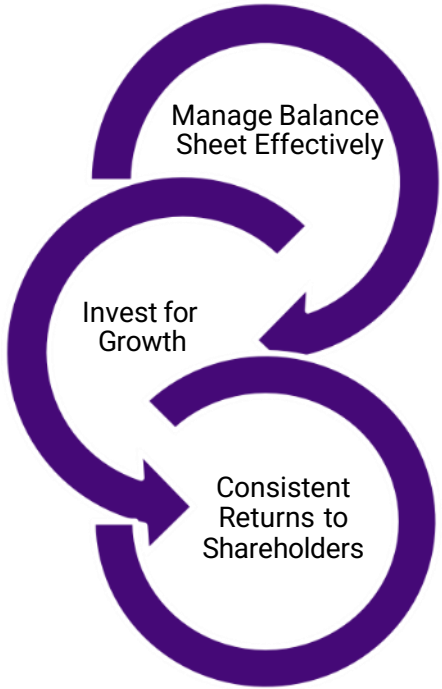 Manage Balance
Sheet Effectively
Invest for
Growth
Consistent
Returns to
Shareholders